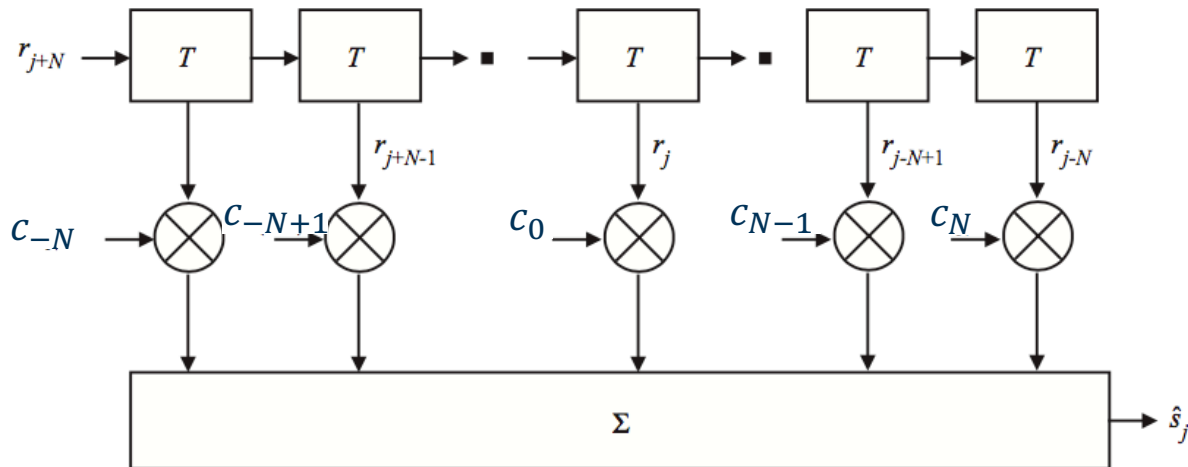 r_{j+N} T T T T T
r_{j+N-1} r_j r_{j-N+1} r_{j-N}
c_{-N} c_{-N+1} c_0 c_{N-1} c_N
Σ ŝ_j